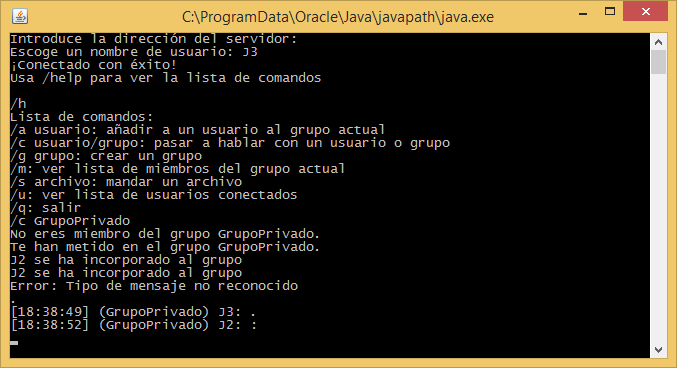 C:\ProgramData\Oracle\Java\javapath\java.exe
Introduce la dirección del servidor:
Escoge un nombre de usuario: J3
¡Conectado con éxito!
Usa /help para ver la lista de comandos
/h
Lista de comandos:
/a usuario: añadir a un usuario al grupo actual
/c usuario/grupo: pasar a hablar con un usuario o grupo
/g grupo: crear un grupo
/m: ver lista de miembros del grupo actual
/s archivo: mandar un archivo
/u: ver lista de usuarios conectados
/q: salir
/c GrupoPrivado
No eres miembro del grupo GrupoPrivado.
Te han metido en el grupo GrupoPrivado.
J2 se ha incorporado al grupo
J2 se ha incorporado al grupo
Error: Tipo de mensaje no reconocido
.
[18:38:49] (GrupoPrivado) J3: .
[18:38:52] (GrupoPrivado) J2: :